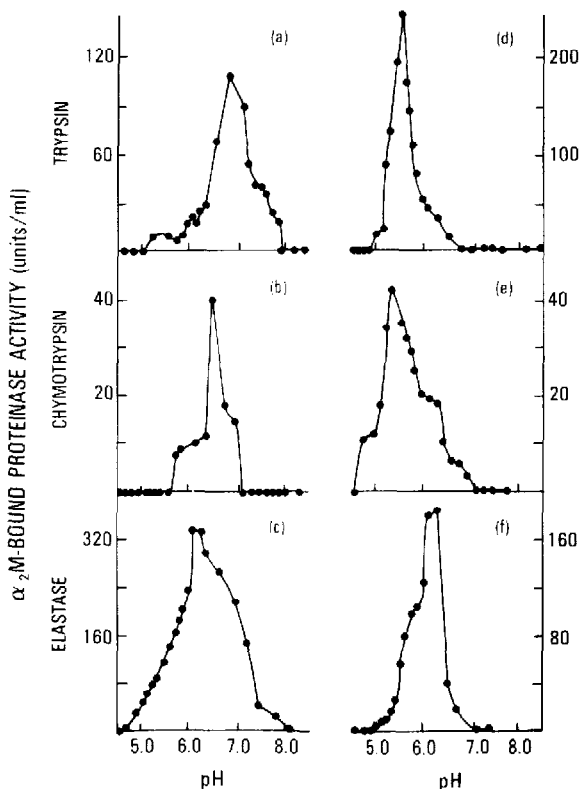 α2M-BOUND PROTEINASE ACTIVITY (units/ml)
TRYPSIN
120
60
(a)
(d)
200
100
CHYMOTRYPSIN
40
20
(b)
(e)
40
20
ELASTASE
320
160
(c)
(f)
160
80
5.0 6.0 7.0 8.0
5.0 6.0 7.0 8.0
pH
pH